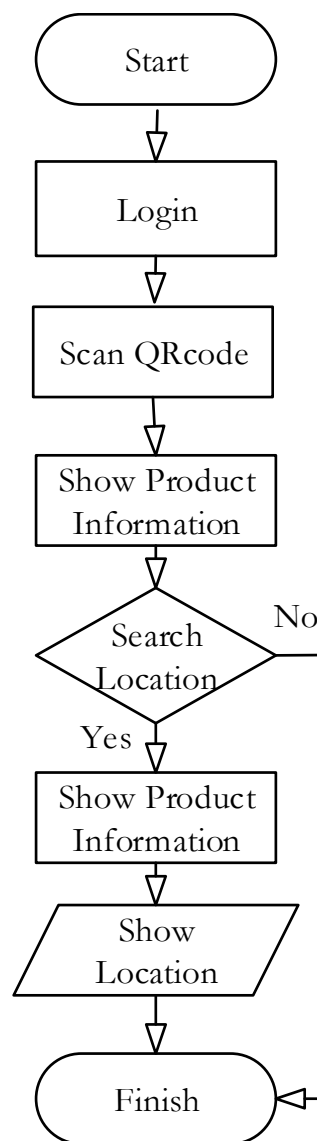 Start
Login
Scan QRcode
Show Product
Information
Search
Location
No
Yes
Show Product
Information
Show
Location
Finish